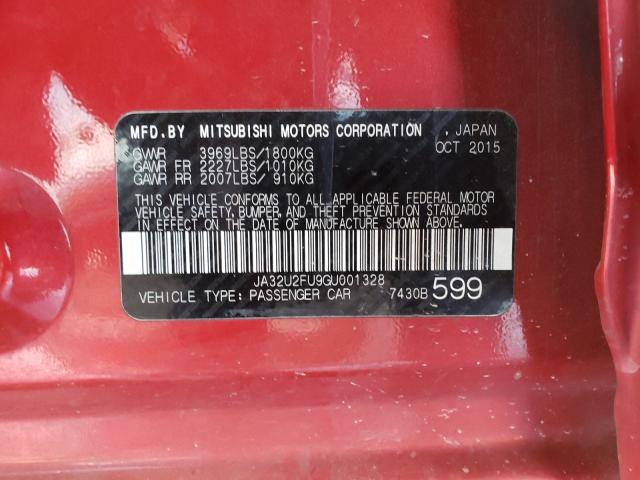 MFD.BY MITSUBISHI MOTORS CORPORATION , JAPAN
GVWR 3969LBS/1800KG OCT 2015
GAWR FR 2227LBS/1010KG
GAWR RR 2007LBS/ 910KG
THIS VEHICLE CONFORMS TO ALL APPLICABLE FEDERAL MOTOR
VEHICLE SAFETY, BUMPER, AND THEFT PREVENTION STANDARDS
IN EFFECT ON THE DATE OF MANUFACTURE SHOWN ABOVE.
JA32U2FU9GU001328
VEHICLE TYPE: PASSENGER CAR 7430B 599